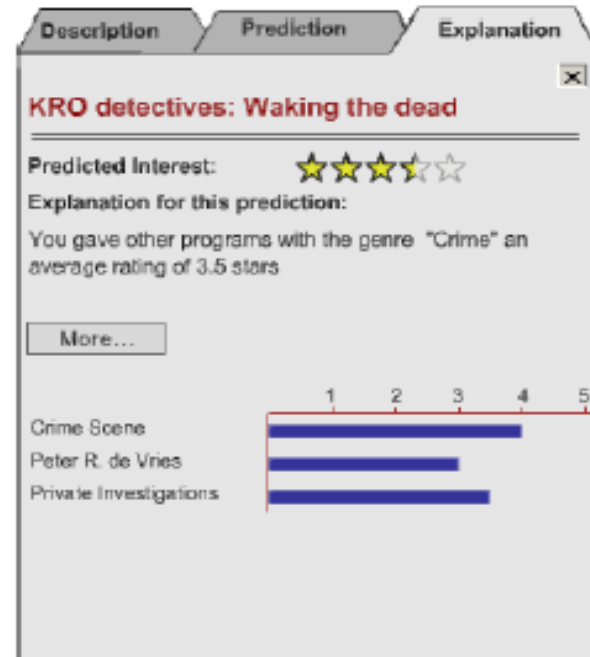 Description Prediction Explanation
KRO detectives: Waking the dead
Predicted Interest:
Explanation for this prediction:
You gave other programs with the genre "Crime" an
average rating of 3.5 stars
More...
1 2 3 4 5
Crime Scene
Peter R. de Vries
Private Investigations